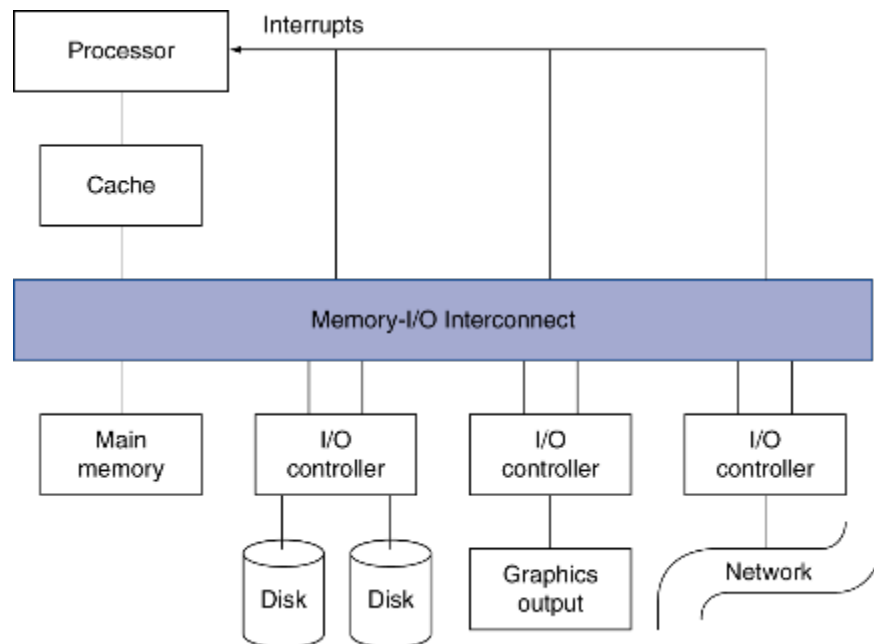 Interrupts
Processor
Cache
Memory-I/O Interconnect
Main
memory
I/O
controller
I/O
controller
I/O
controller
Disk
Disk
Graphics
output
Network